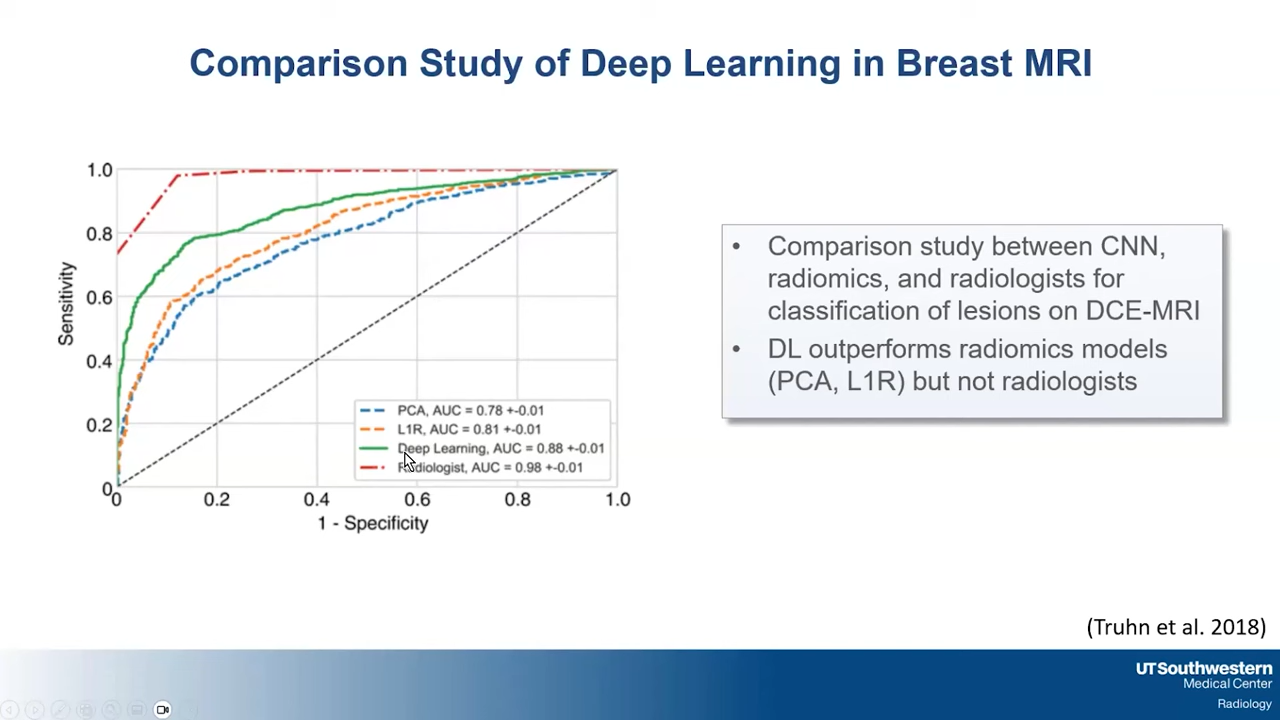 Comparison Study of Deep Learning in Breast MRI
1.0
0.8
0.6
0.4
0.2
0
Sensitivity
0
0.2
0.4
0.6
0.8
1.0
1 - Specificity
PCA, AUC = 0.78 +-0.01
L1R, AUC = 0.81 +-0.01
Deep Learning, AUC = 0.88 +-0.01
Radiologist, AUC = 0.98 +-0.01
• Comparison study between CNN,
radiomics, and radiologists for
classification of lesions on DCE-MRI
• DL outperforms radiomics models
(PCA, L1R) but not radiologists
(Truhn et al. 2018)
UTSouthwestern
Medical Center
Radiology